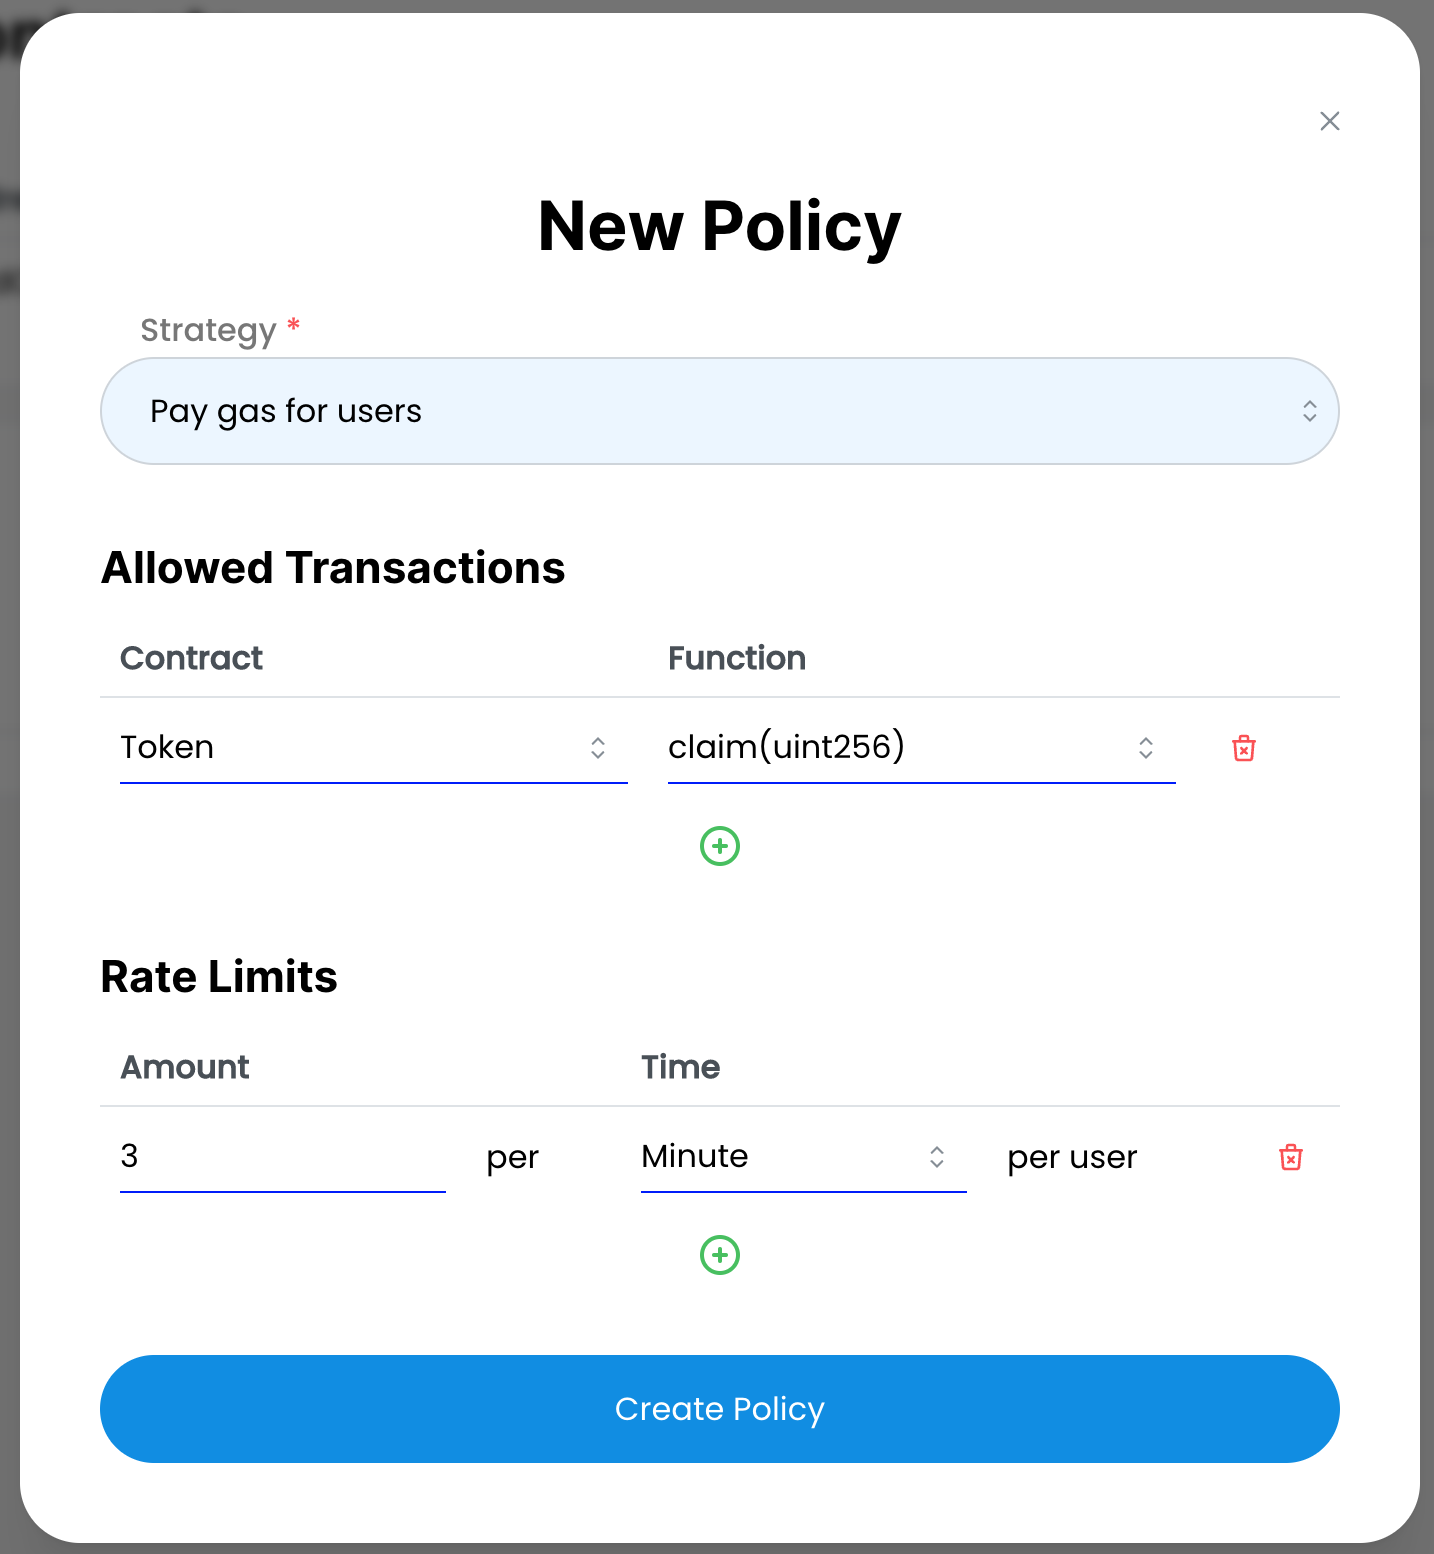 New Policy
Strategy *
Pay gas for users
Allowed Transactions
Contract Function
Token claim(uint256)
Rate Limits
Amount Time
3 per Minute per user
Create Policy